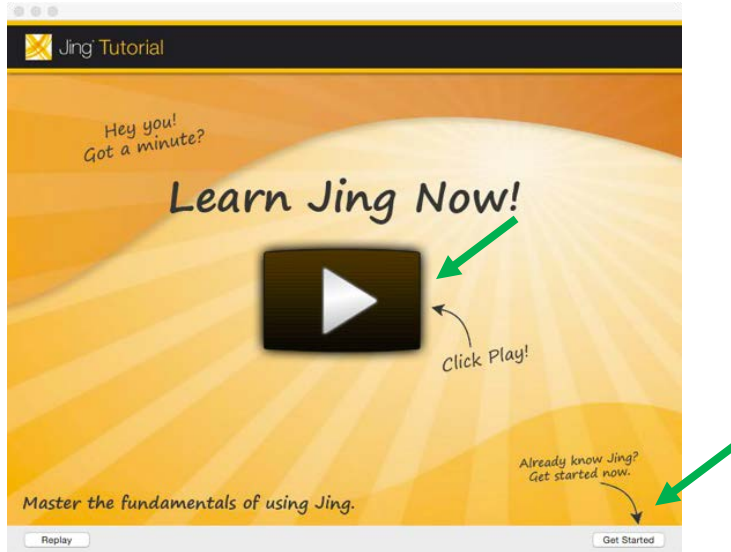 Jing Tutorial
Hey you!
Got a minute?
Learn Jing Now!
Click Play!
Already know Jing?
Get started now.
Master the fundamentals of using Jing.
Replay
Get Started